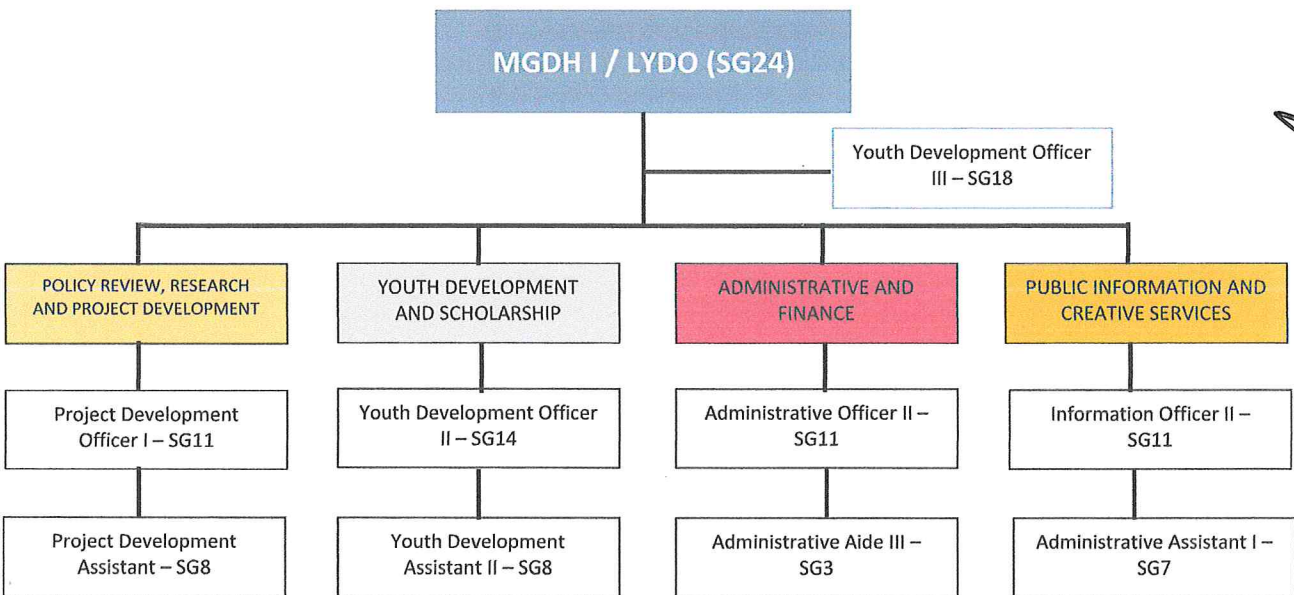 MGDH I / LYDO (SG24)
Youth Development Officer
III – SG18
POLICY REVIEW, RESEARCH
AND PROJECT DEVELOPMENT
YOUTH DEVELOPMENT
AND SCHOLARSHIP
ADMINISTRATIVE AND
FINANCE
PUBLIC INFORMATION AND
CREATIVE SERVICES
Project Development
Officer I – SG11
Youth Development Officer
II – SG14
Administrative Officer II –
SG11
Information Officer II –
SG11
Project Development
Assistant – SG8
Youth Development
Assistant II – SG8
Administrative Aide III –
SG3
Administrative Assistant I –
SG7